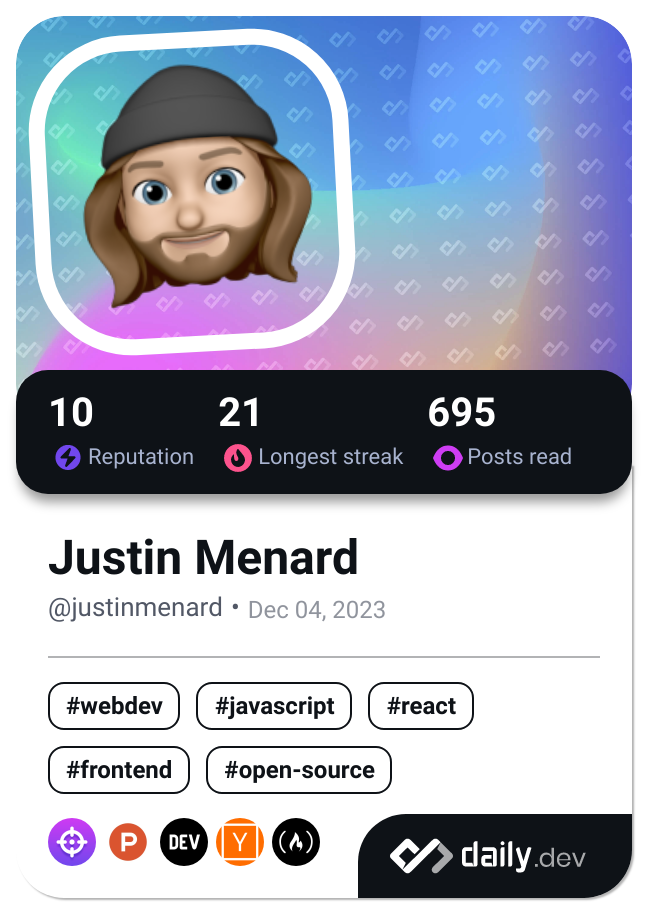 10 21 695
Reputation Longest streak Posts read
Justin Menard
@justinmenard • Dec 04, 2023
#webdev #javascript #react
#frontend #open-source
P DEV Y
daily.dev